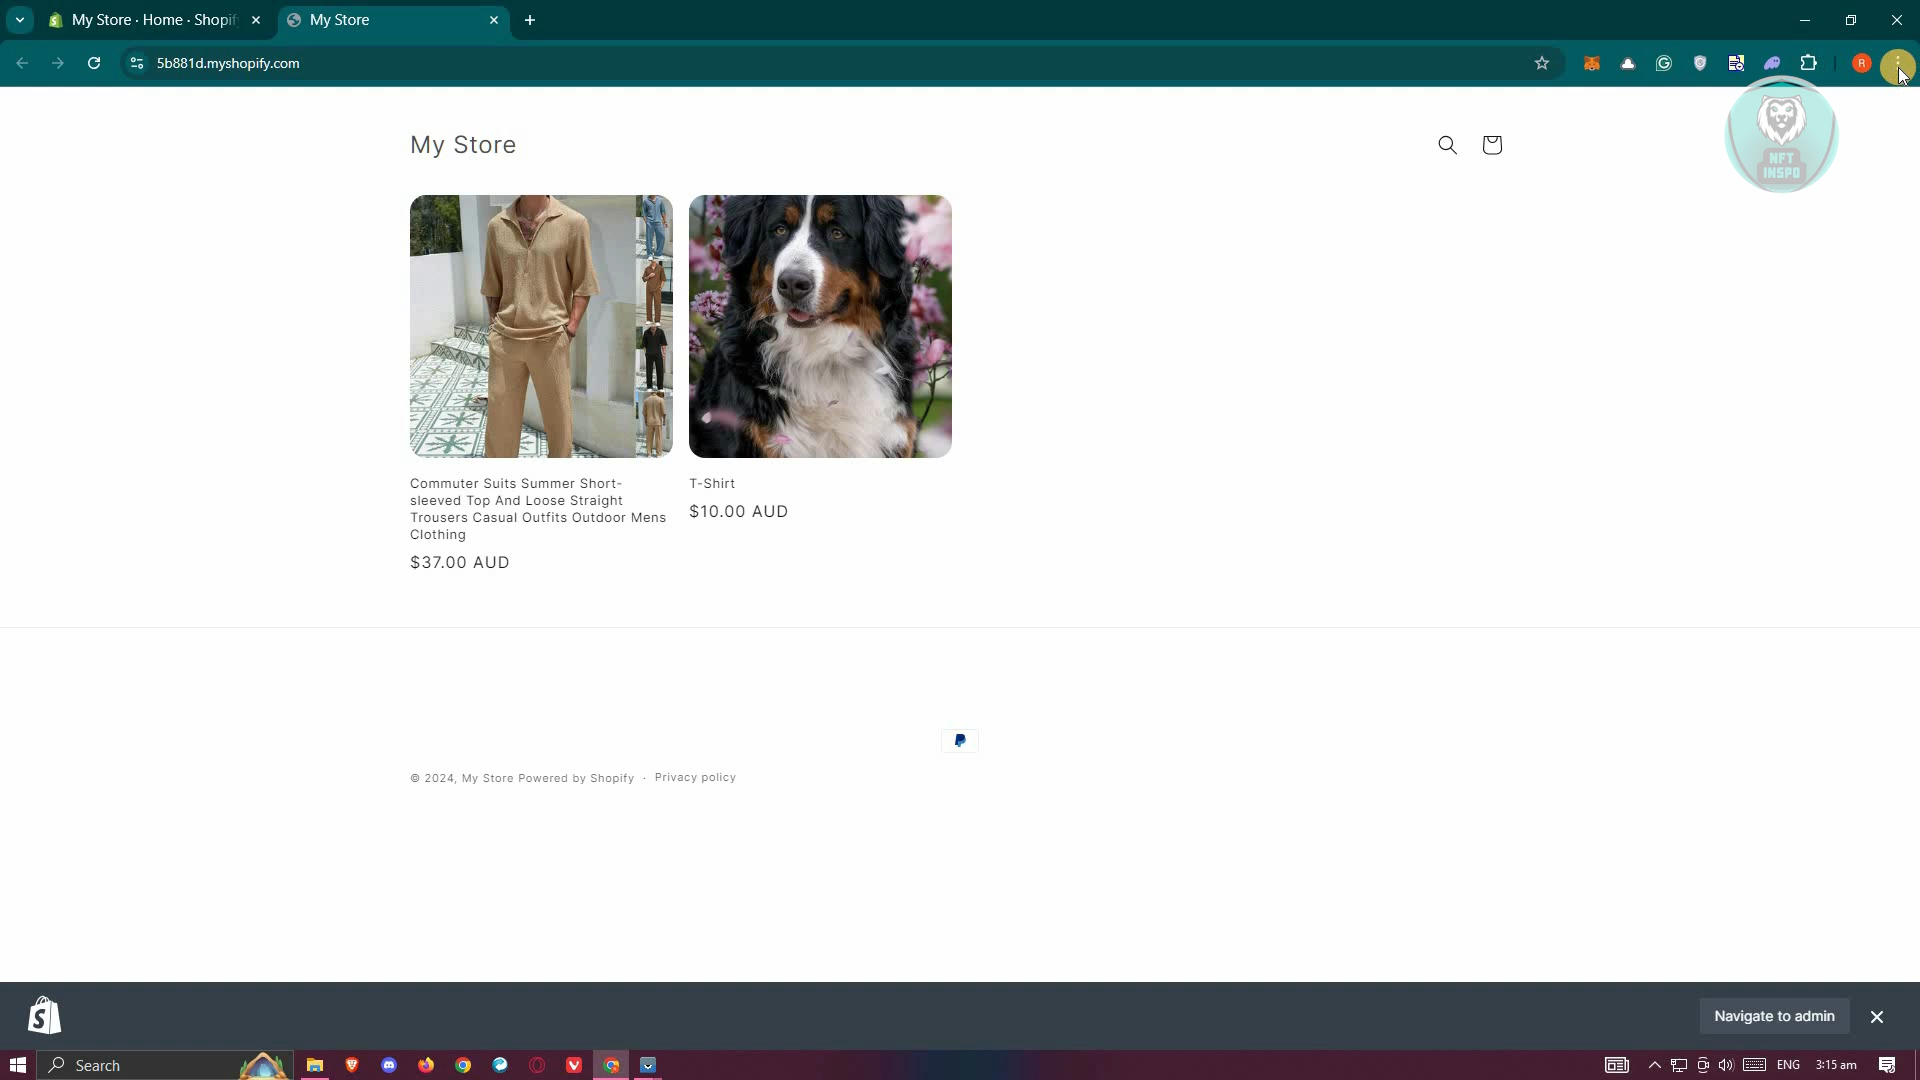 My Store · Home · Shopif
My Store
5b881d.myshopify.com
R
NFT
INSPO
My Store
Commuter Suits Summer Short-
sleeved Top And Loose Straight
Trousers Casual Outfits Outdoor Mens
Clothing
$37.00 AUD
T-Shirt
$10.00 AUD
© 2024, My Store Powered by Shopify · Privacy policy
Navigate to admin
Search
ENG
3:15 am